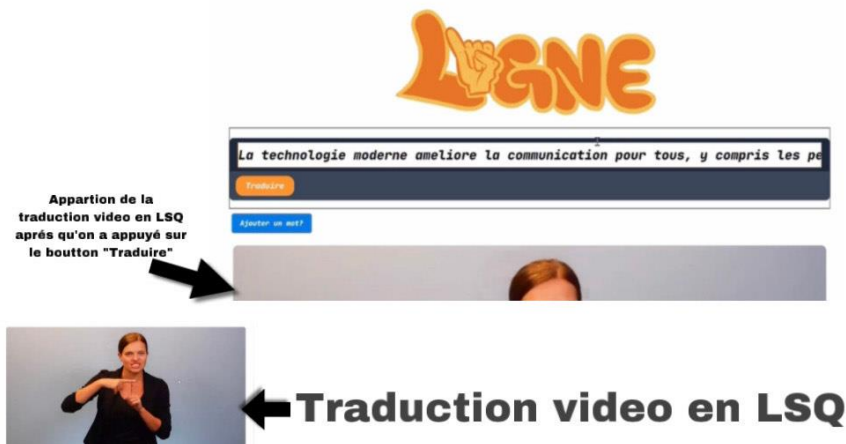 LIGNE
La technologie moderne ameliore la communication pour tous, y compris les pe
Traduire
Ajouter un mot?
Appartion de la
traduction video en LSQ
aprés qu'on a appuyé sur
le boutton "Traduire"
Traduction video en LSQ